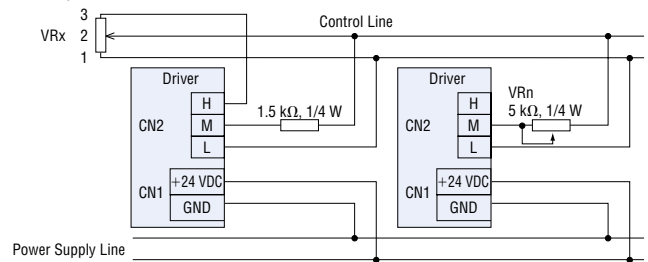 3
Control Line
VRx 2
1
Driver
Driver
H
H
VRn
1.5 kΩ, 1/4 W
5 kΩ, 1/4 W
CN2
M
CN2
M
L
L
+24 VDC
+24 VDC
CN1
CN1
GND
GND
Power Supply Line